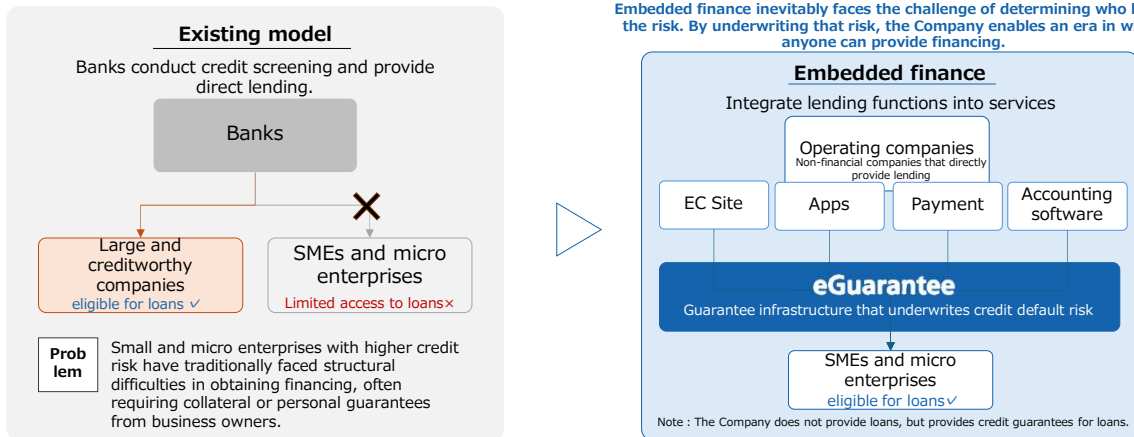 Existing model
Banks conduct credit screening and provide
direct lending.
Banks
Large and
creditworthy
companies
eligible for loans ✓
SMEs and micro
enterprises
Limited access to loans×
Prob
lem
Small and micro enterprises with higher credit
risk have traditionally faced structural
difficulties in obtaining financing, often
requiring collateral or personal guarantees
from business owners.
Embedded finance inevitably faces the challenge of determining who
the risk. By underwriting that risk, the Company enables an era in
anyone can provide financing.
Embedded finance
Integrate lending functions into services
Operating companies
Non-financial companies that directly
provide lending
EC Site
Apps
Payment
Accounting
software
eGuarantee
Guarantee infrastructure that underwrites credit default risk
SMEs and micro
enterprises
eligible for loans✓
Note : The Company does not provide loans, but provides credit guarantees for loans.